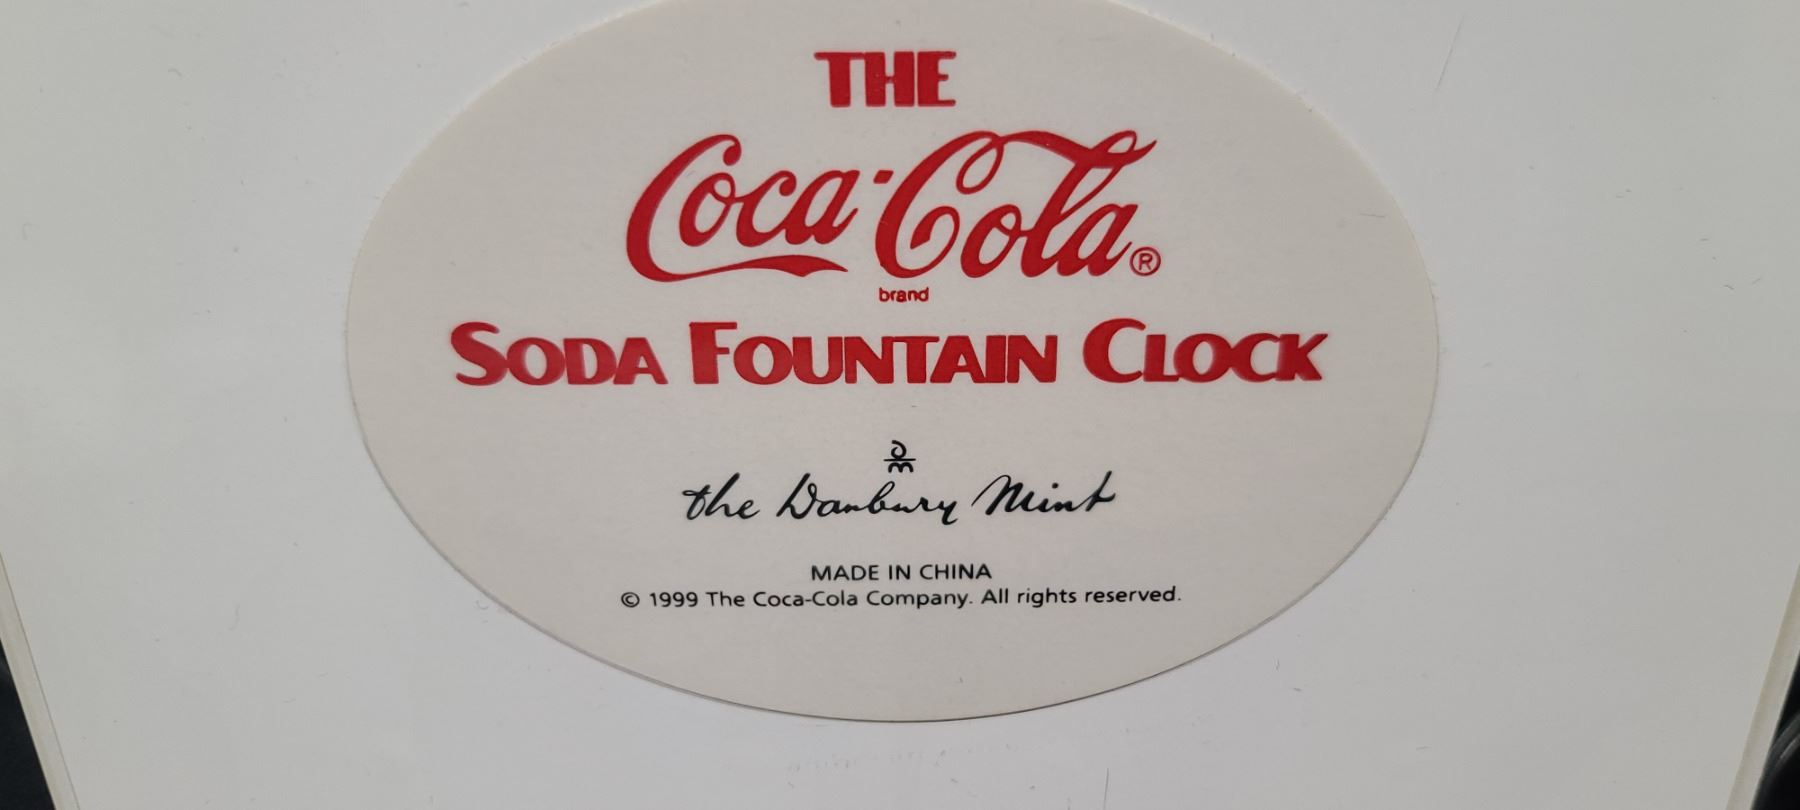 THE
Coca-Cola®
brand
SODA FOUNTAIN CLOCK
dm
the Danbury Mint
MADE IN CHINA
© 1999 The Coca-Cola Company. All rights reserved.